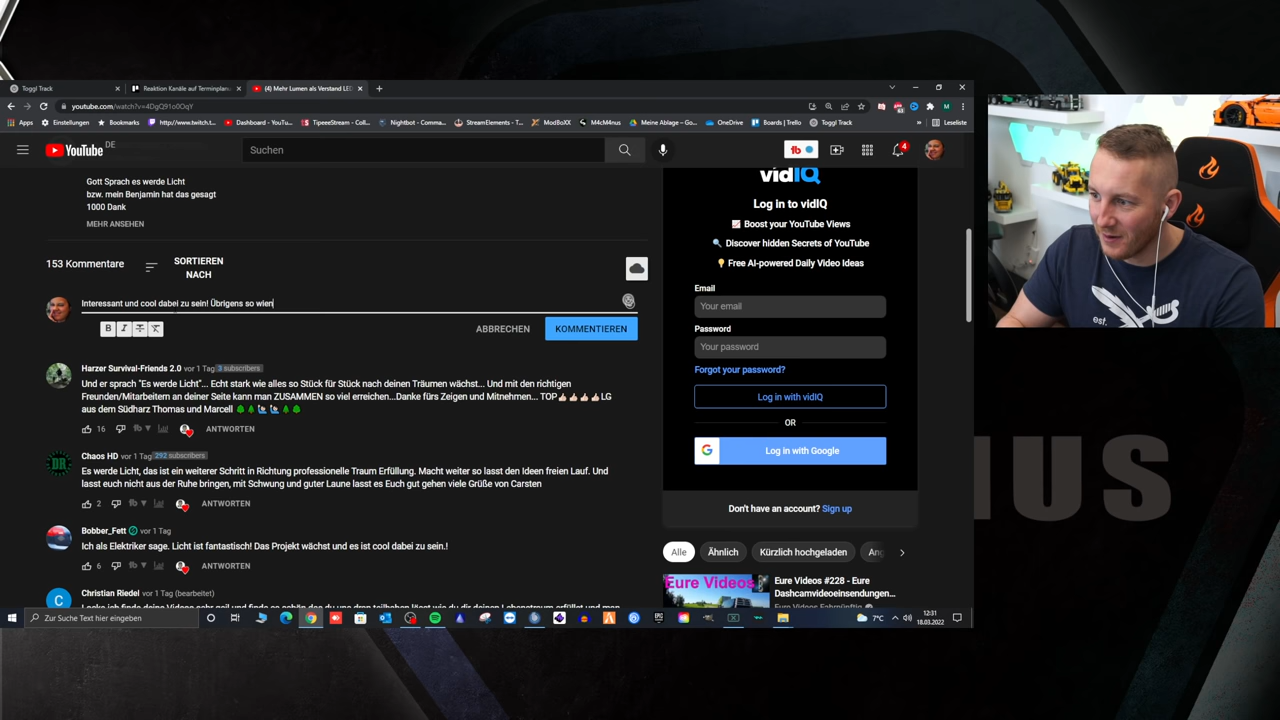 Toggl Track
Reaktion Kanäle auf Terminplan
(4) Mehr Lumen als Verstand LED
youtube.com/watch?v=4DgQ91o0OqY
Apps
Einstellungen
Bookmarks
http://www.twitch.t...
Dashboard - YouTu...
TipeeeStream - Coll...
Nightbot - Comma...
StreamElements - T...
ModBoXX
M4cM4nus
Meine Ablage – Go...
OneDrive
Boards | Trello
Toggl Track
»
Leseliste
YouTube DE
Suchen
4
Gott Sprach es werde Licht
bzw. mein Benjamin hat das gesagt
1000 Dank
MEHR ANSEHEN
153 Kommentare
SORTIEREN
NACH
Interessant und cool dabei zu sein! Übrigens so wien
B I T
ABBRECHEN
KOMMENTIEREN
Harzer Survival-Friends 2.0 vor 1 Tag 3 subscribers
Und er sprach "Es werde Licht"... Echt stark wie alles so Stück für Stück nach deinen Träumen wächst... Und mit den richtigen
Freunden/Mitarbeitern an deiner Seite kann man ZUSAMMEN so viel erreichen...Danke fürs Zeigen und Mitnehmen... TOP👍🏻👍🏻👍🏻👍🏻LG
aus dem Südharz Thomas und Marcell
16
ANTWORTEN
Chaos HD vor 1 Tag 292 subscribers
Es werde Licht, das ist ein weiterer Schritt in Richtung professionelle Traum Erfüllung. Macht weiter so lasst den Ideen freien Lauf. Und
lasst euch nicht aus der Ruhe bringen, mit Schwung und guter Laune lasst es Euch gut gehen viele Grüße von Carsten
2
ANTWORTEN
Bobber_Fett vor 1 Tag
Ich als Elektriker sage. Licht ist fantastisch! Das Projekt wächst und es ist cool dabei zu sein.!
6
ANTWORTEN
C
Christian Riedel vor 1 Tag (bearbeitet)
vidIQ
Log in to vidIQ
Boost your YouTube Views
Discover hidden Secrets of YouTube
Free AI-powered Daily Video Ideas
Email
Your email
Password
Your password
Forgot your password?
Log in with vidIQ
OR
Log in with Google
Don't have an account? Sign up
Alle
Ähnlich
Kürzlich hochgeladen
Eure Videos
Eure Videos #228 - Eure
Dashcamvideoeinsendungen...
Zur Suche Text hier eingeben
7°C
12:31
18.03.2022
est.
US